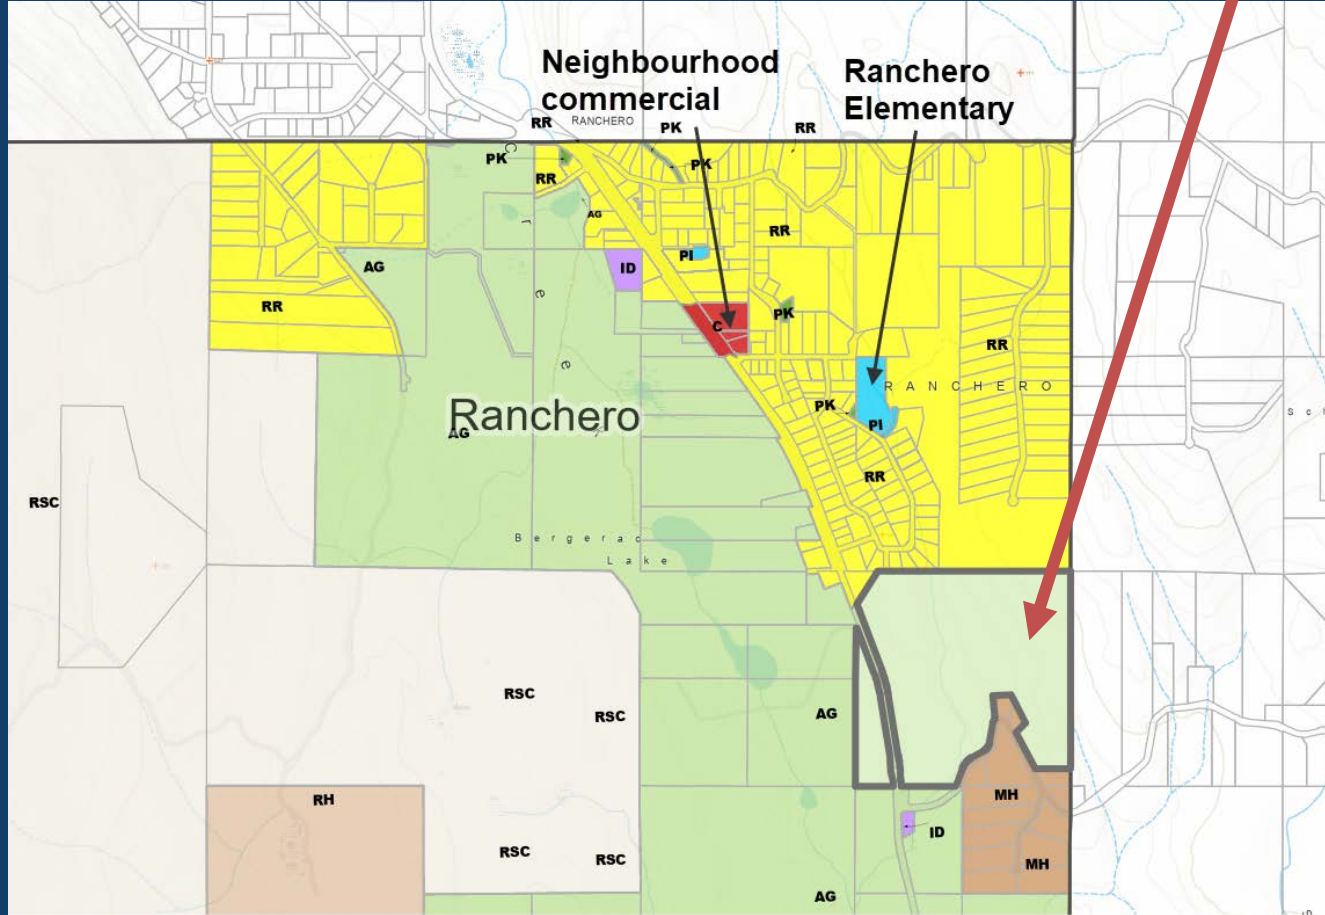 Neighbourhood
commercial
Ranchero
Elementary
RR
RANCHERO
PK
RR
PK
RR
PK
C
r
e
e
k
AG
RR
PI
ID
AG
RR
PK
C
RR
RANCHERO
PK
PI
Ranchero
AG
RR
RSC
Bergerac
Lake
RSC
RSC
AG
RH
MH
ID
RSC
RSC
MH
AG